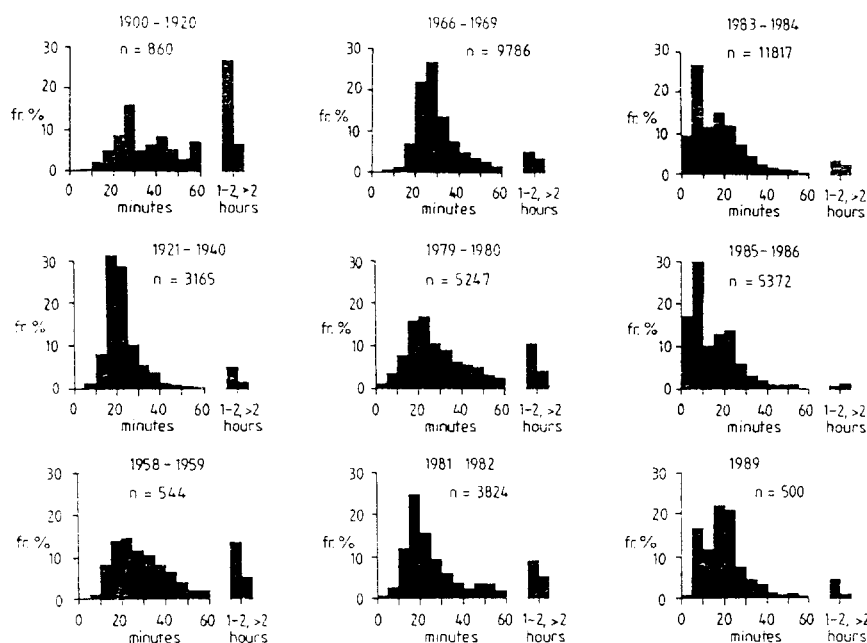 1900 - 1920
n = 860
30
20
fr. %
10
0
0 20 40 60 1-2, >2
minutes hours
1966 - 1969
n = 9786
30
20
fr. %
10
0
0 20 40 60 1-2, >2
minutes hours
1983 - 1984
n = 11817
30
20
fr. %
10
0
0 20 40 60 1-2, >2
minutes hours
1921 - 1940
n = 3165
30
20
fr. %
10
0
0 20 40 60 1-2, >2
minutes hours
1979 - 1980
n = 5247
30
20
fr. %
10
0
0 20 40 60 1-2, >2
minutes hours
1985 - 1986
n = 5372
30
20
fr. %
10
0
0 20 40 60 1-2, >2
minutes hours
1958 - 1959
n = 544
30
20
fr. %
10
0
0 20 40 60 1-2, >2
minutes hours
1981 1982
n = 3824
30
20
fr. %
10
0
0 20 40 60 1-2, >2
minutes hours
1989
n = 500
30
20
fr. %
10
0
0 20 40 60 1-2, >2
minutes hours